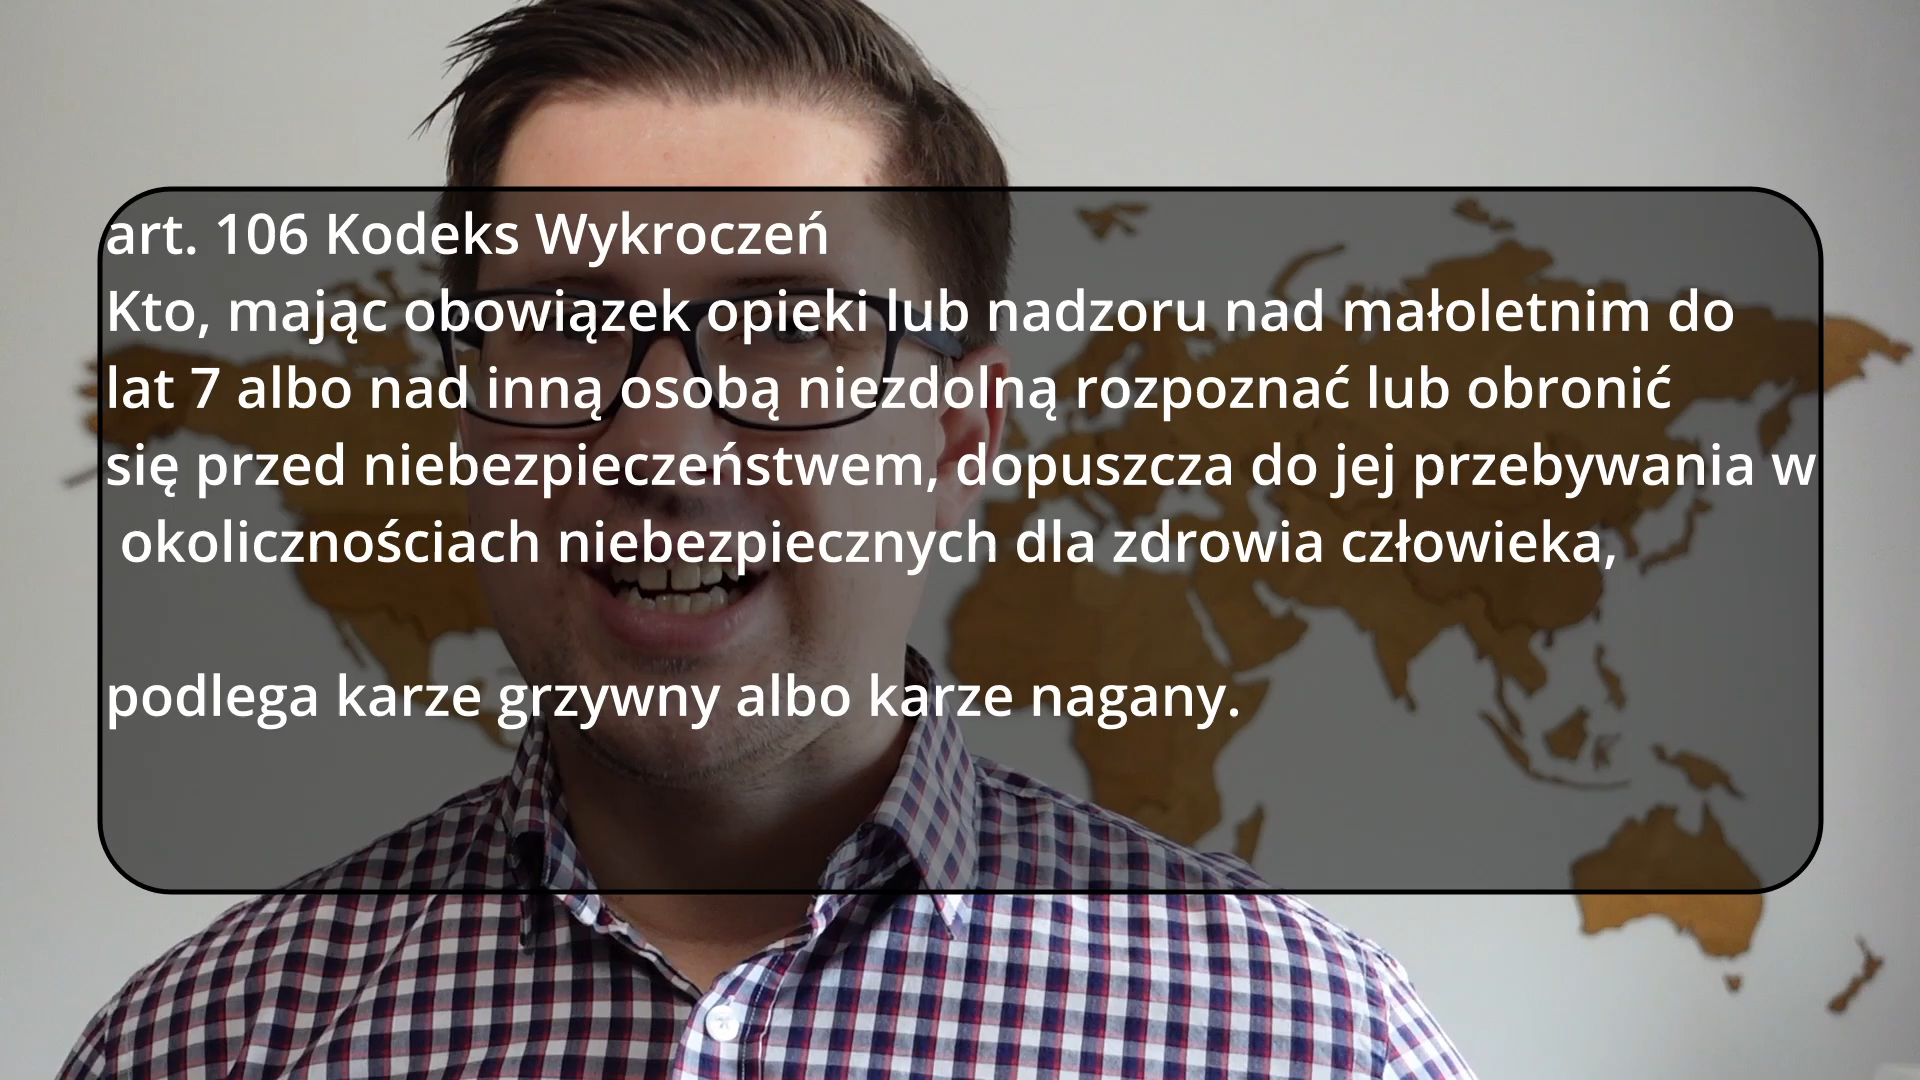 art. 106 Kodeks Wykroczeń
Kto, mając obowiązek opieki lub nadzoru nad małoletnim do
lat 7 albo nad inną osobą niezdolną rozpoznać lub obronić
się przed niebezpieczeństwem, dopuszcza do jej przebywania w
okolicznościach niebezpiecznych dla zdrowia człowieka,
podlega karze grzywny albo karze nagany.